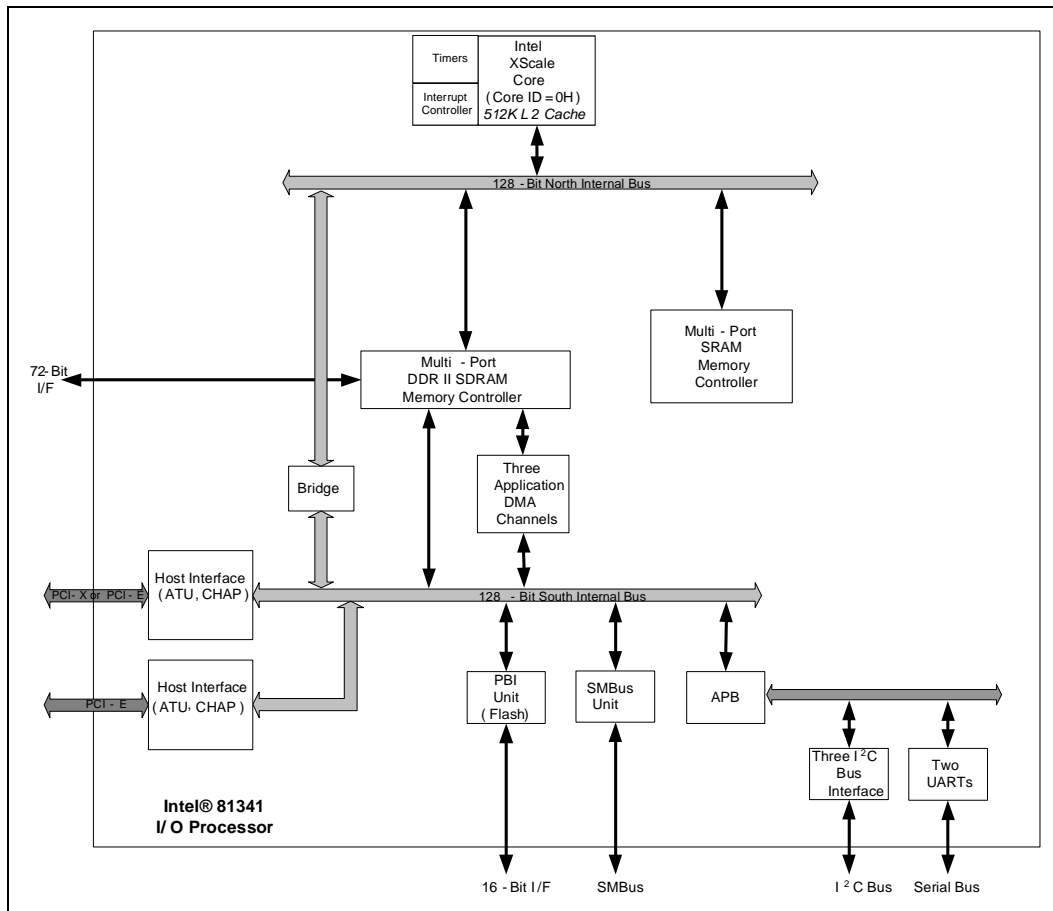 Timers
Interrupt
Controller
Intel
XScale
Core
(Core ID = 0H)
512K L2 Cache
128 - Bit North Internal Bus
Multi - Port
DDR II SDRAM
Memory Controller
Multi - Port
SRAM
Memory
Controller
72-Bit
I/F
Bridge
Three
Application
DMA
Channels
Host Interface
(ATU, CHAP)
PCI-X or PCI-E
128 - Bit South Internal Bus
Host Interface
(ATU, CHAP)
PCI - E
PBI
Unit
(Flash)
SMBus
Unit
APB
Three I²C
Bus
Interface
Two
UARTs
Intel® 81341
I/O Processor
16 - Bit I/F
SMBus
I²C Bus
Serial Bus